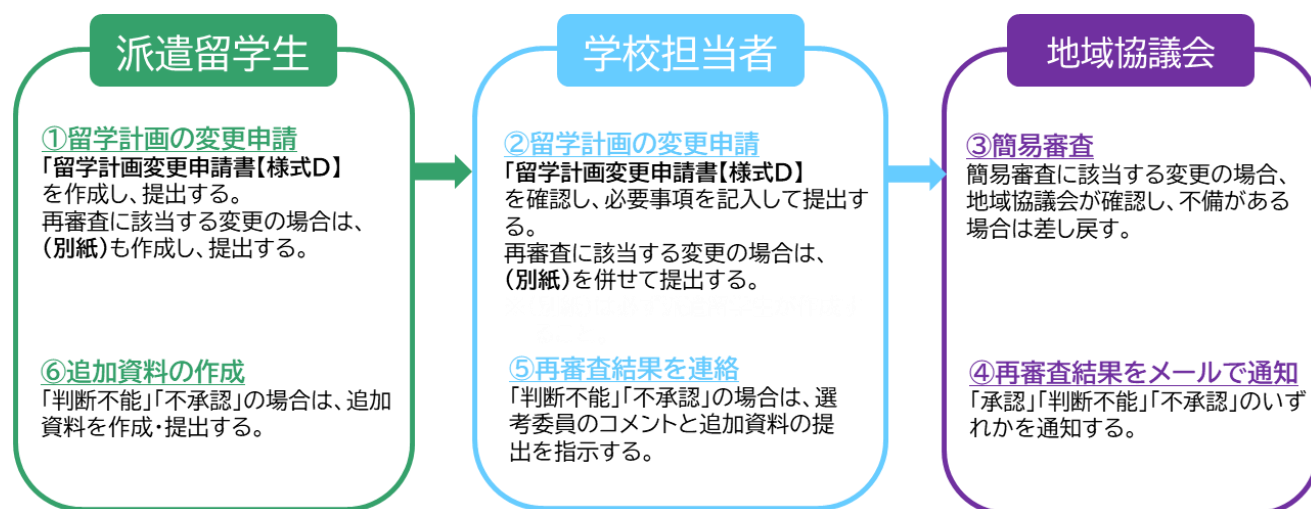 派遣留学生
①留学計画の変更申請
「留学計画変更申請書【様式D】
を作成し、提出する。
再審査に該当する変更の場合は、
(別紙)も作成し、提出する。
⑥追加資料の作成
「判断不能」「不承認」の場合は、追加
資料を作成・提出する。
学校担当者
②留学計画の変更申請
「留学計画変更申請書【様式D】
を確認し、必要事項を記入して提出す
る。
再審査に該当する変更の場合は、
(別紙)を併せて提出する。
⑤再審査結果を連絡
「判断不能」「不承認」の場合は、選
考委員のコメントと追加資料の提
出を指示する。
地域協議会
③簡易審査
簡易審査に該当する変更の場合、
地域協議会が確認し、不備がある
場合は差し戻す。
④再審査結果をメールで通知
「承認」「判断不能」「不承認」のいず
れかを通知する。